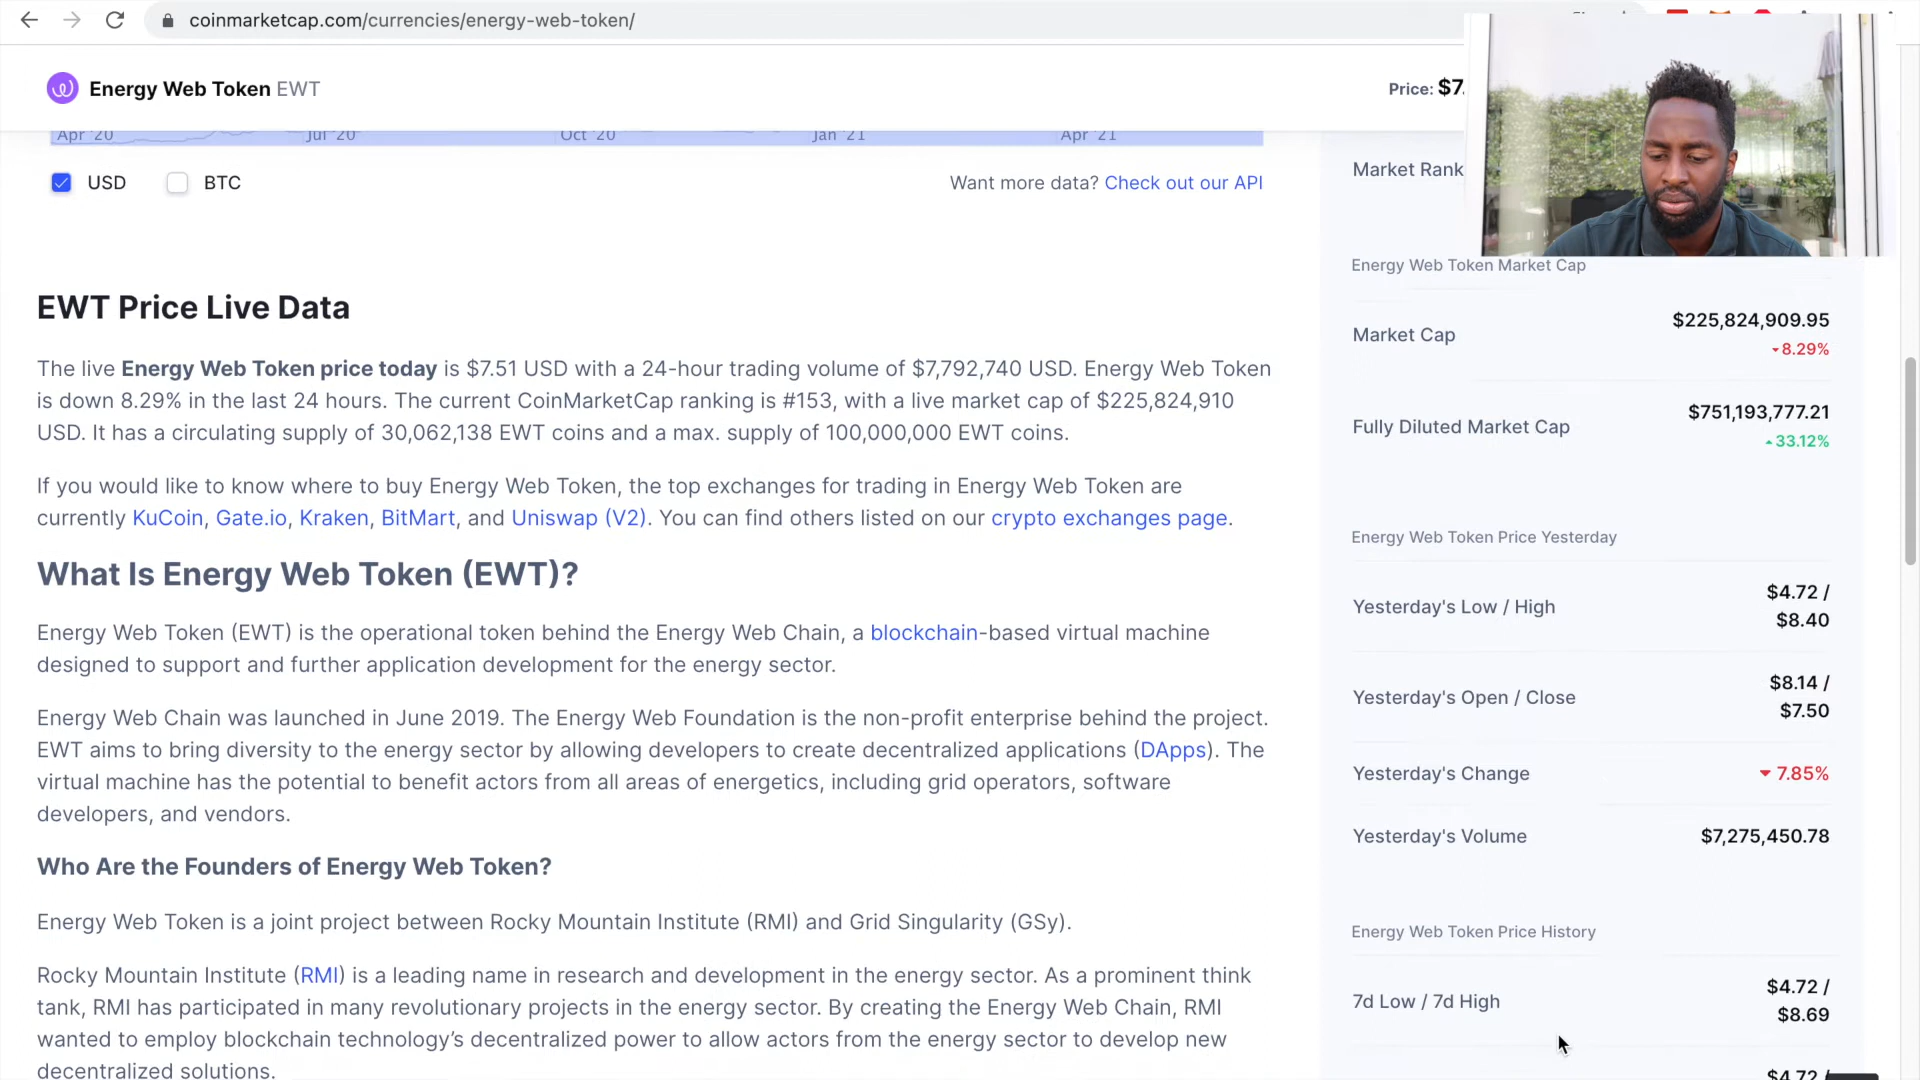 coinmarketcap.com/currencies/energy-web-token/
Energy Web Token EWT
Price: $7.
Apr '20 Jul '20 Oct '20 Jan '21 Apr '21
USD BTC
Want more data? Check out our API
EWT Price Live Data
The live Energy Web Token price today is $7.51 USD with a 24-hour trading volume of $7,792,740 USD. Energy Web Token
is down 8.29% in the last 24 hours. The current CoinMarketCap ranking is #153, with a live market cap of $225,824,910
USD. It has a circulating supply of 30,062,138 EWT coins and a max. supply of 100,000,000 EWT coins.
If you would like to know where to buy Energy Web Token, the top exchanges for trading in Energy Web Token are
currently KuCoin, Gate.io, Kraken, BitMart, and Uniswap (V2). You can find others listed on our crypto exchanges page.
What Is Energy Web Token (EWT)?
Energy Web Token (EWT) is the operational token behind the Energy Web Chain, a blockchain-based virtual machine
designed to support and further application development for the energy sector.
Energy Web Chain was launched in June 2019. The Energy Web Foundation is the non-profit enterprise behind the project.
EWT aims to bring diversity to the energy sector by allowing developers to create decentralized applications (DApps). The
virtual machine has the potential to benefit actors from all areas of energetics, including grid operators, software
developers, and vendors.
Who Are the Founders of Energy Web Token?
Energy Web Token is a joint project between Rocky Mountain Institute (RMI) and Grid Singularity (GSy).
Rocky Mountain Institute (RMI) is a leading name in research and development in the energy sector. As a prominent think
tank, RMI has participated in many revolutionary projects in the energy sector. By creating the Energy Web Chain, RMI
wanted to employ blockchain technology’s decentralized power to allow actors from the energy sector to develop new
decentralized solutions.
Market Rank
Energy Web Token Market Cap
Market Cap
$225,824,909.95
8.29%
Fully Diluted Market Cap
$751,193,777.21
33.12%
Energy Web Token Price Yesterday
Yesterday's Low / High
$4.72 /
$8.40
Yesterday's Open / Close
$8.14 /
$7.50
Yesterday's Change
7.85%
Yesterday's Volume
$7,275,450.78
Energy Web Token Price History
7d Low / 7d High
$4.72 /
$8.69
$4.72 /